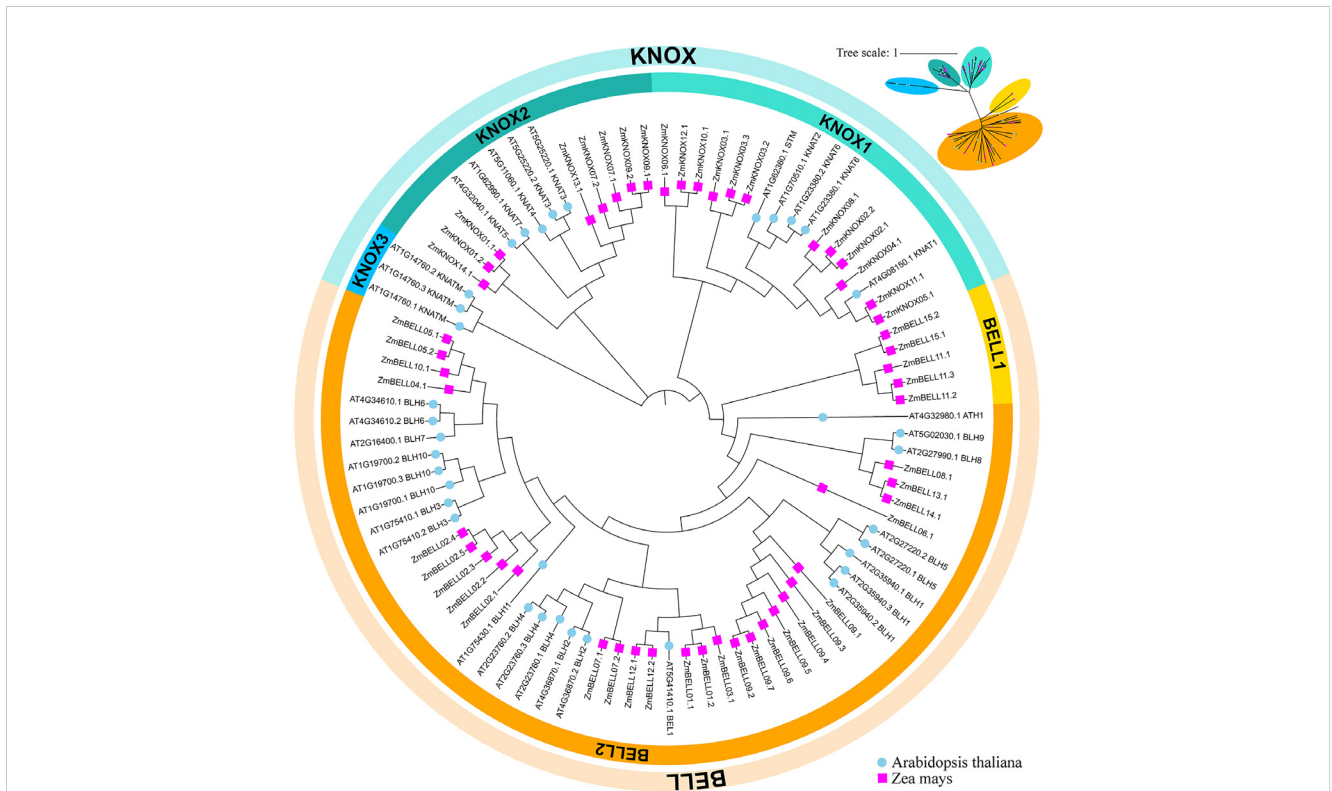 KNOX
Tree scale: 1
KNOX2
KNOX1
KNOX3
BELL1
BELL2
BELL
ZmKNOX06.1
ZmKNOX12.1
ZmKNOX10.1
ZmKNOX03.1
ZmKNOX03.3
ZmKNOX03.2
AT1G62360.1 STM
AT1G70510.1 KNAT2
AT1G23380.2 KNAT6
AT1G23380.1 KNAT6
ZmKNOX08.1
ZmKNOX02.2
ZmKNOX02.1
ZmKNOX04.1
AT4G08150.1 KNAT1
ZmKNOX11.1
ZmKNOX05.1
ZmBELL15.2
ZmBELL15.1
ZmBELL11.1
ZmBELL11.3
ZmBELL11.2
AT4G32980.1 ATH1
AT5G02030.1 BLH9
AT2G27990.1 BLH8
ZmBELL08.1
ZmBELL13.1
ZmBELL14.1
ZmBELL06.1
AT2G27220.2 BLH5
AT2G27220.1 BLH5
AT2G35940.1 BLH1
AT2G35940.3 BLH1
AT2G35940.2 BLH1
ZmBELL09.1
ZmBELL09.3
ZmBELL09.4
ZmBELL09.5
ZmBELL09.6
ZmBELL09.7
ZmBELL09.2
ZmBELL03.1
ZmBELL01.2
ZmBELL01.1
AT5G41410.1 BEL1
ZmBELL12.2
ZmBELL12.1
ZmBELL07.2
ZmBELL07.1
AT4G36870.2 BLH2
AT4G36870.1 BLH2
AT2G23760.1 BLH4
AT2G23760.3 BLH4
AT2G23760.2 BLH4
AT1G75430.1 BLH11
ZmBELL02.1
ZmBELL02.2
ZmBELL02.3
ZmBELL02.5
ZmBELL02.4
AT1G75410.2 BLH3
AT1G75410.1 BLH3
AT1G19700.1 BLH10
AT1G19700.3 BLH10
AT1G19700.2 BLH10
AT2G16400.1 BLH7
AT4G34610.2 BLH6
AT4G34610.1 BLH6
ZmBELL04.1
ZmBELL10.1
ZmBELL05.2
ZmBELL05.1
AT1G14760.1 KNATM
AT1G14760.3 KNATM
AT1G14760.2 KNATM
ZmKNOX14.1
ZmKNOX01.2
ZmKNOX01.1
AT4G32040.1 KNAT5
AT1G62990.1 KNAT7
AT5G11060.1 KNAT4
AT5G25220.2 KNAT3
AT5G25220.1 KNAT3
ZmKNOX13.1
ZmKNOX07.2
ZmKNOX07.1
ZmKNOX09.2
ZmKNOX09.1
Arabidopsis thaliana
Zea mays